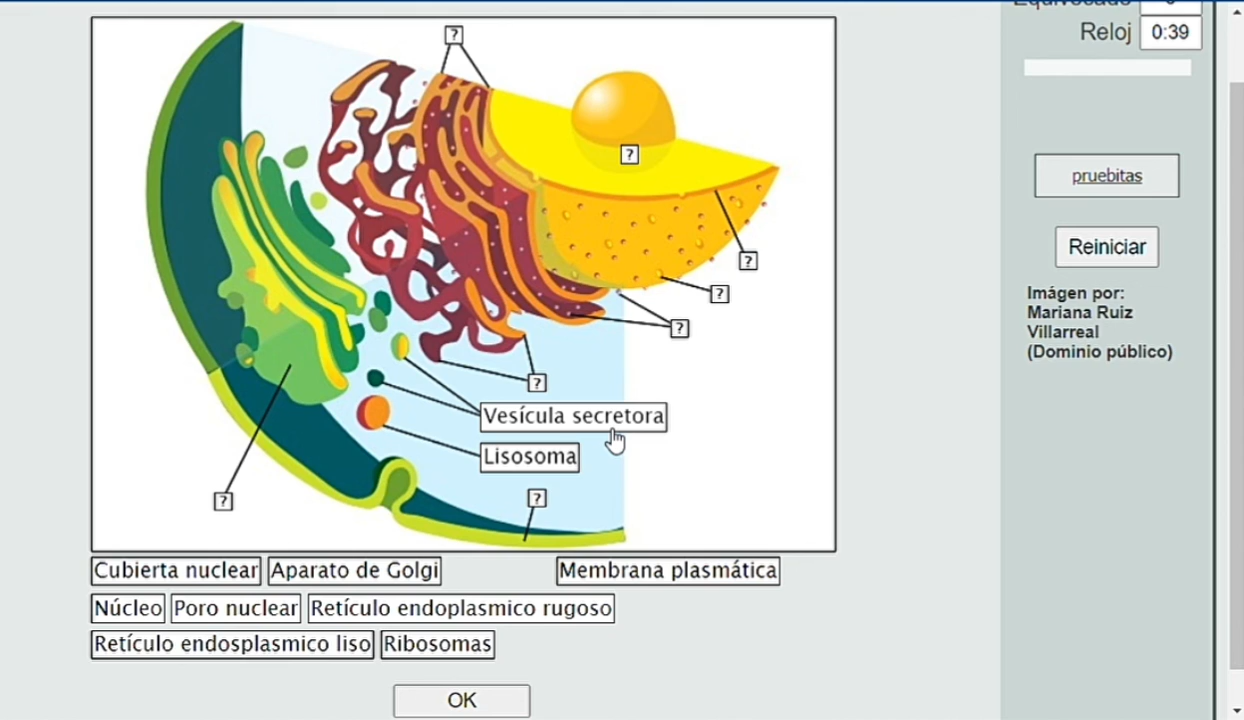 Reloj 0:39
?
?
pruebitas
?
Reiniciar
?
?
Imágen por:
Mariana Ruiz
Villarreal
(Dominio público)
?
Vesícula secretora
Lisosoma
?
?
Cubierta nuclear Aparato de Golgi Membrana plasmática
Núcleo Poro nuclear Retículo endoplasmico rugoso
Retículo endosplasmico liso Ribosomas
OK